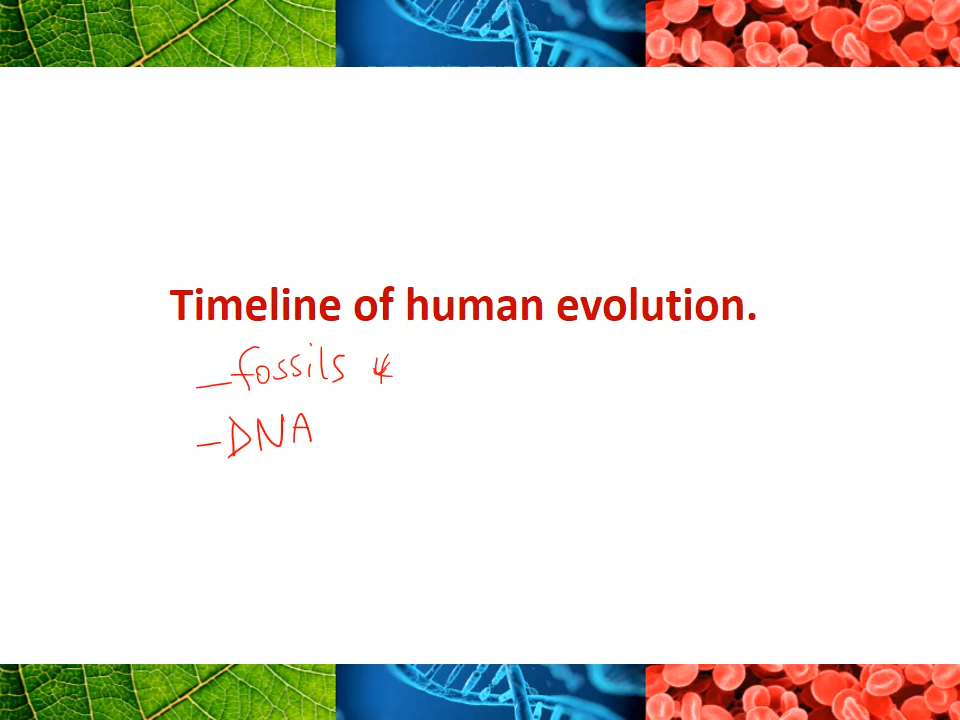 Timeline of human evolution.
- fossils *
- DNA